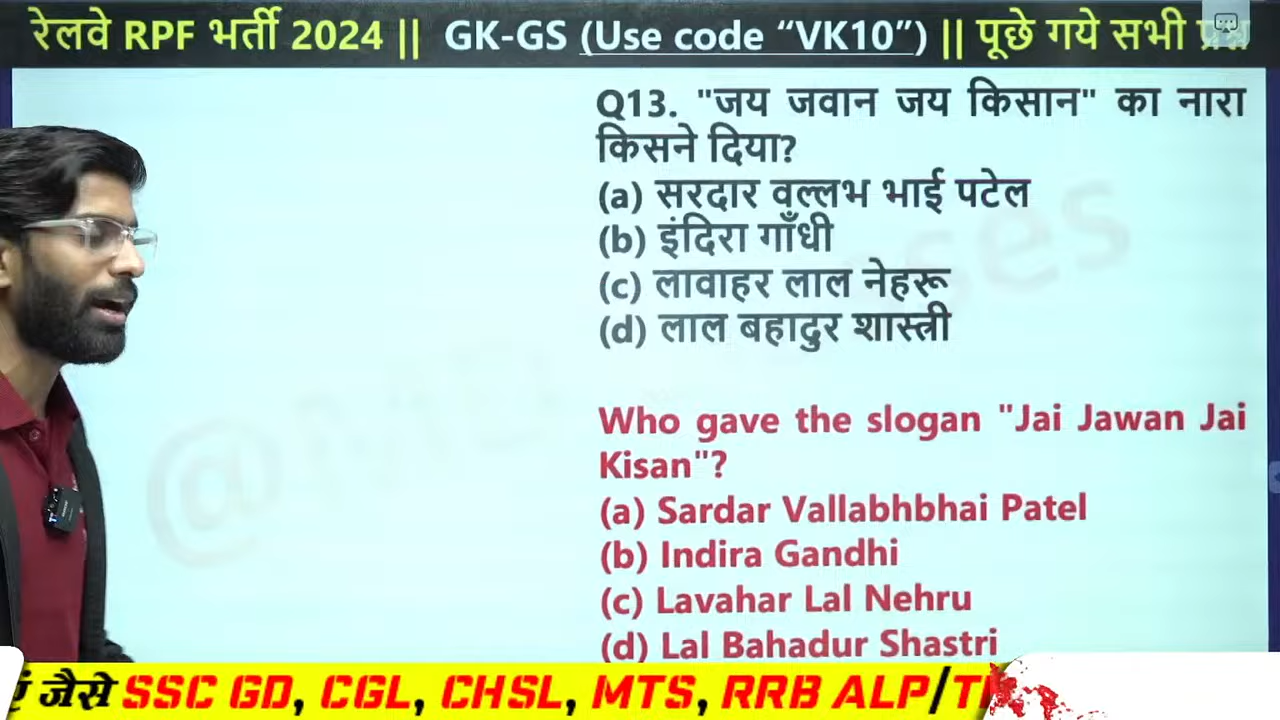 रेलवे RPF भर्ती 2024 || GK-GS (Use code “VK10”) || पूछे गये सभी
Q13. "जय जवान जय किसान" का नारा
किसने दिया?
(a) सरदार वल्लभ भाई पटेल
(b) इंदिरा गाँधी
(c) लावाहर लाल नेहरू
(d) लाल बहादुर शास्त्री
Who gave the slogan "Jai Jawan Jai
Kisan"?
(a) Sardar Vallabhbhai Patel
(b) Indira Gandhi
(c) Lavahar Lal Nehru
(d) Lal Bahadur Shastri
जैसे SSC GD, CGL, CHSL, MTS, RRB ALP/